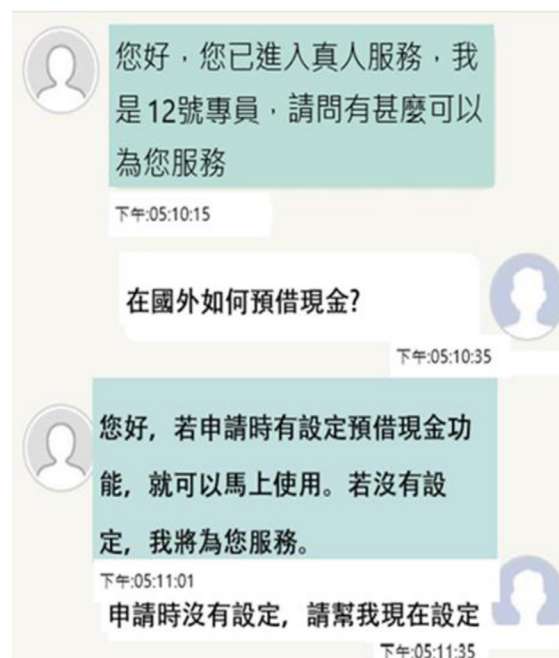 您好，您已進入真人服務，我
是12號專員，請問有甚麼可以
為您服務
下午:05:10:15
在國外如何預借現金?
下午:05:10:35
您好，若申請時有設定預借現金功
能，就可以馬上使用。若沒有設
定，我將為您服務。
下午:05:11:01
申請時沒有設定，請幫我現在設定
下午:05:11:35